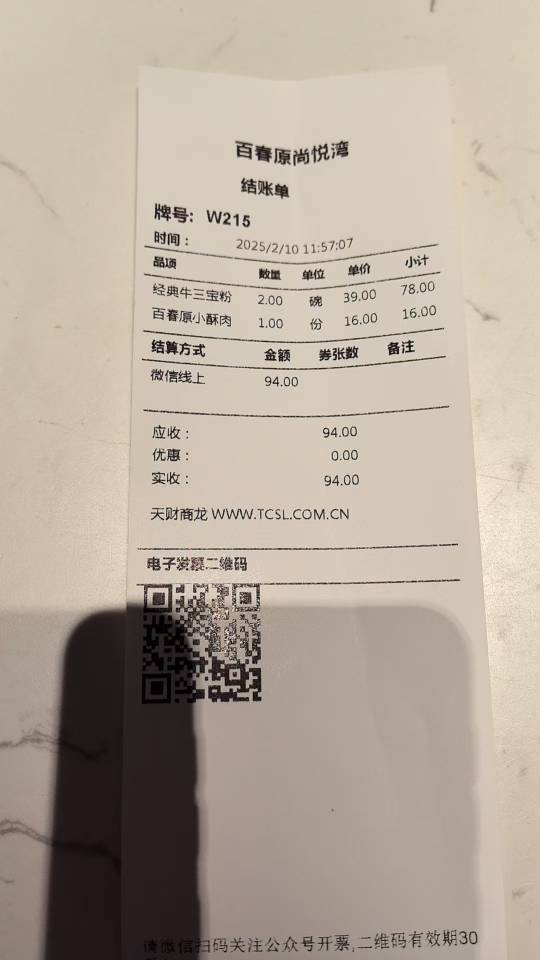 百春原尚悦湾
结账单
牌号: W215
时间： 2025/2/10 11:57:07
品项 数量 单位 单价 小计
经典牛三宝粉 2.00 碗 39.00 78.00
百春原小酥肉 1.00 份 16.00 16.00
结算方式 金额 券张数 备注
微信线上 94.00
应收： 94.00
优惠： 0.00
实收： 94.00
天财商龙 WWW.TCSL.COM.CN
电子发票二维码
请微信扫码关注公众号开票,二维码有效期30